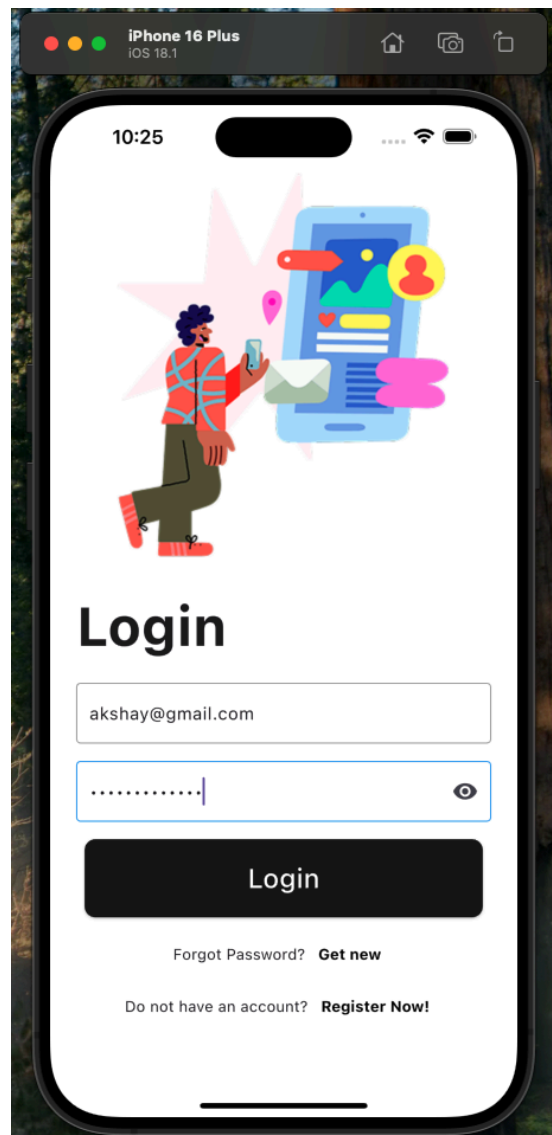 iPhone 16 Plus
iOS 18.1
10:25
Login
akshay@gmail.com
•••••••••••••
Login
Forgot Password? Get new
Do not have an account? Register Now!